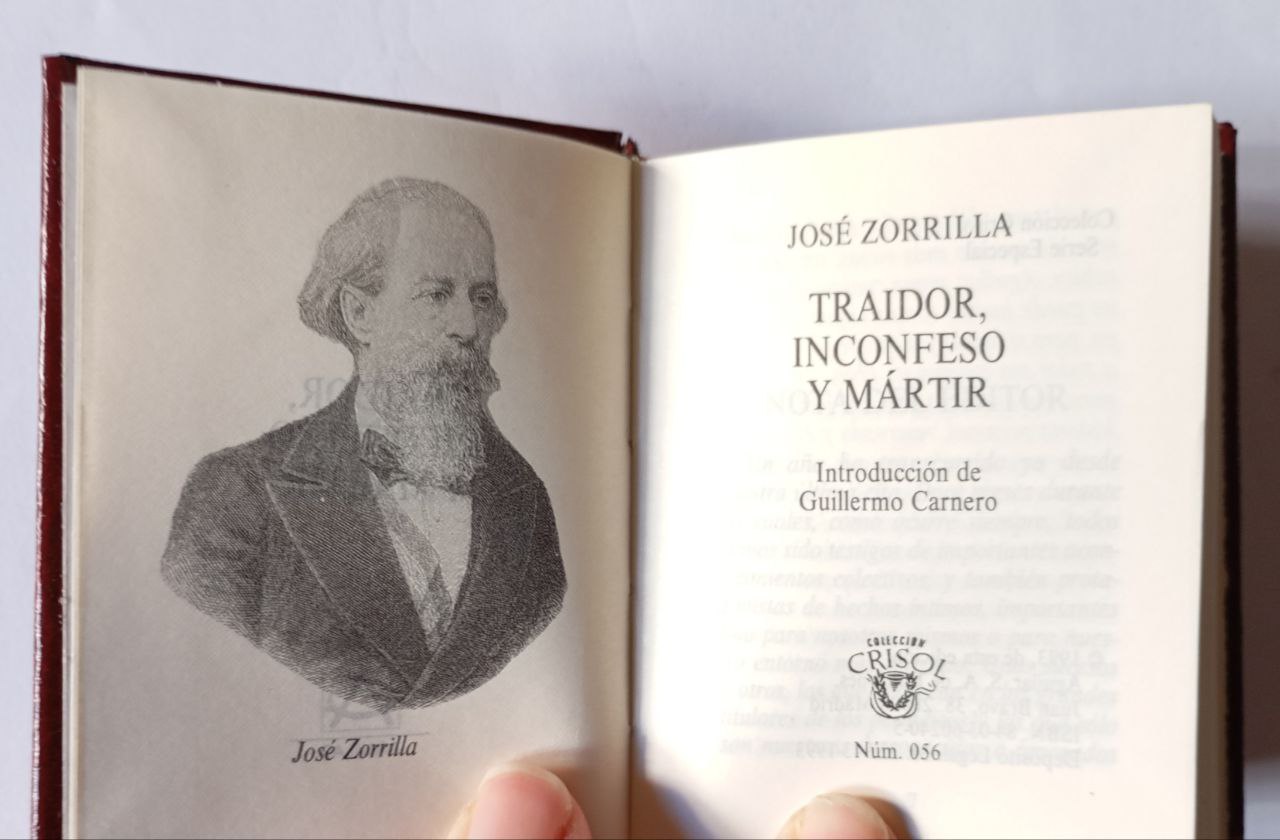 José Zorrilla
JOSÉ ZORRILLA
TRAIDOR,
INCONFESO
Y MÁRTIR
Introducción de
Guillermo Carnero
COLECCIÓN
CRISOL
Núm. 056